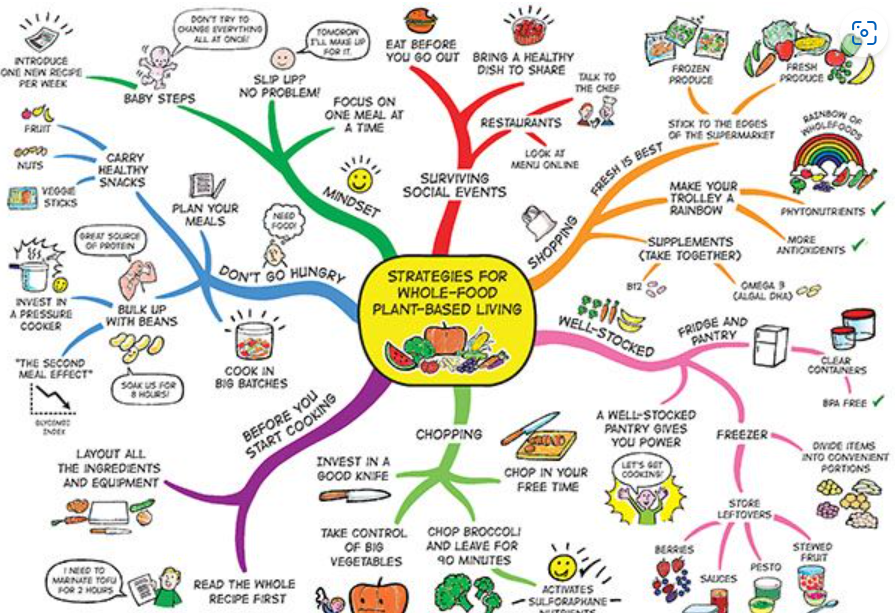 STRATEGIES FOR
WHOLE-FOOD
PLANT-BASED LIVING
MINDSET
BABY STEPS
INTRODUCE
ONE NEW RECIPE
PER WEEK
DON'T TRY TO
CHANGE EVERYTHING
ALL AT ONCE!
SLIP UP?
NO PROBLEM!
TOMOROW
I'LL MAKE UP
FOR IT.
FOCUS ON
ONE MEAL AT
A TIME
SURVIVING
SOCIAL EVENTS
EAT BEFORE
YOU GO OUT
BRING A HEALTHY
DISH TO SHARE
RESTAURANTS
TALK TO
THE CHEF
LOOK AT
MENU ONLINE
SHOPPING
FRESH IS BEST
STICK TO THE EDGES
OF THE SUPERMARKET
FROZEN
PRODUCE
FRESH
PRODUCE
MAKE YOUR
TROLLEY A
RAINBOW
RAINBOW OF
WHOLEFOODS
PHYTONUTRIENTS
MORE
ANTIOXIDENTS
SUPPLEMENTS
(TAKE TOGETHER)
B12
OMEGA 3
(ALGAL DHA)
WELL-STOCKED
FRIDGE AND
PANTRY
CLEAR
CONTAINERS
BPA FREE
A WELL-STOCKED
PANTRY GIVES
YOU POWER
LET'S GET
COOKING!
FREEZER
DIVIDE ITEMS
INTO CONVENIENT
PORTIONS
STORE
LEFTOVERS
BERRIES
SAUCES
PESTO
STEWED
FRUIT
CHOPPING
INVEST IN A
GOOD KNIFE
CHOP IN YOUR
FREE TIME
TAKE CONTROL
OF BIG
VEGETABLES
CHOP BROCCOLI
AND LEAVE FOR
90 MINUTES
ACTIVATES
SULFORAPHANE
NUTRIENTS
BEFORE YOU
START COOKING
LAYOUT ALL
THE INGREDIENTS
AND EQUIPMENT
READ THE WHOLE
RECIPE FIRST
I NEED TO
MARINATE TOFU
FOR 2 HOURS
DON'T GO HUNGRY
NEED
FOOD!
PLAN YOUR
MEALS
CARRY
HEALTHY
SNACKS
FRUIT
NUTS
VEGGIE
STICKS
BULK UP
WITH BEANS
GREAT SOURCE
OF PROTEIN
INVEST IN
A PRESSURE
COOKER
"THE SECOND
MEAL EFFECT"
GLYCEMIC
INDEX
SOAK US FOR
8 HOURS!
COOK IN
BIG BATCHES